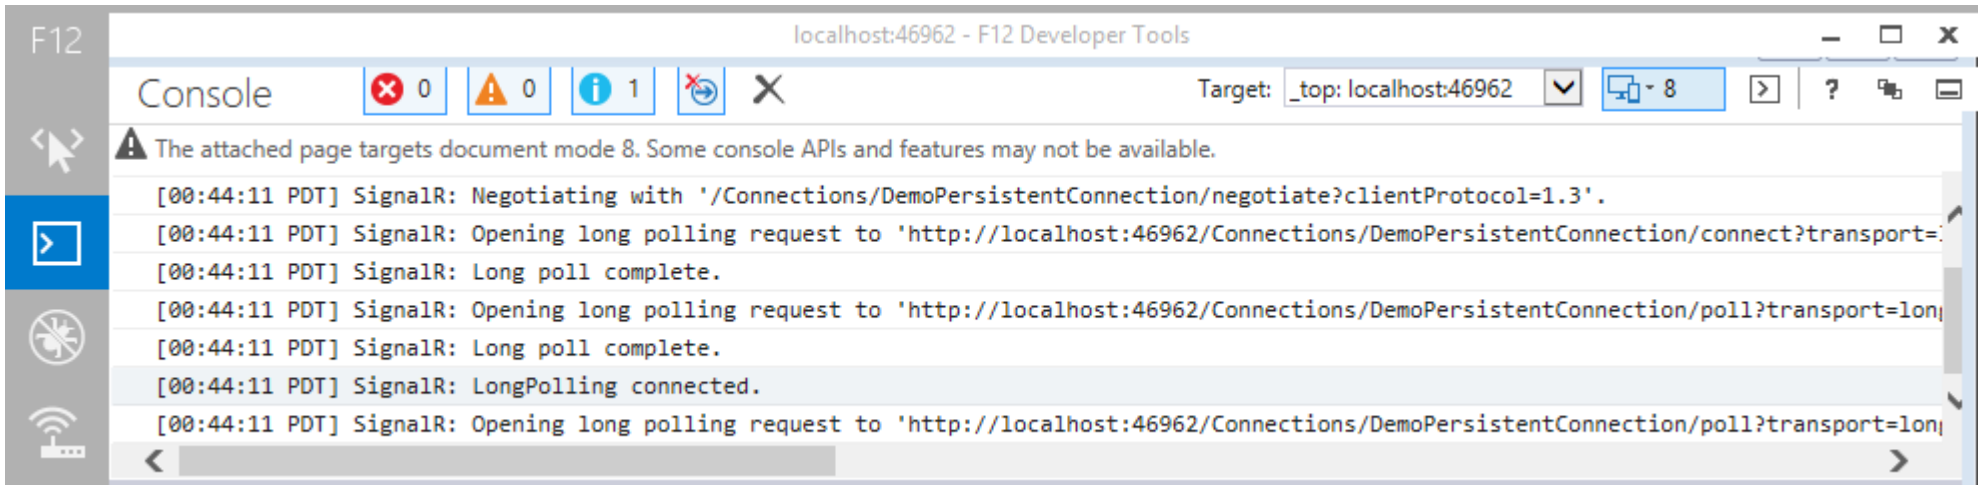 F12
localhost:46962 - F12 Developer Tools
Console 0 0 1 Target: _top: localhost:46962 8 ?
The attached page targets document mode 8. Some console APIs and features may not be available.
[00:44:11 PDT] SignalR: Negotiating with '/Connections/DemoPersistentConnection/negotiate?clientProtocol=1.3'.
[00:44:11 PDT] SignalR: Opening long polling request to 'http://localhost:46962/Connections/DemoPersistentConnection/connect?transport=
[00:44:11 PDT] SignalR: Long poll complete.
[00:44:11 PDT] SignalR: Opening long polling request to 'http://localhost:46962/Connections/DemoPersistentConnection/poll?transport=lon
[00:44:11 PDT] SignalR: Long poll complete.
[00:44:11 PDT] SignalR: LongPolling connected.
[00:44:11 PDT] SignalR: Opening long polling request to 'http://localhost:46962/Connections/DemoPersistentConnection/poll?transport=lon